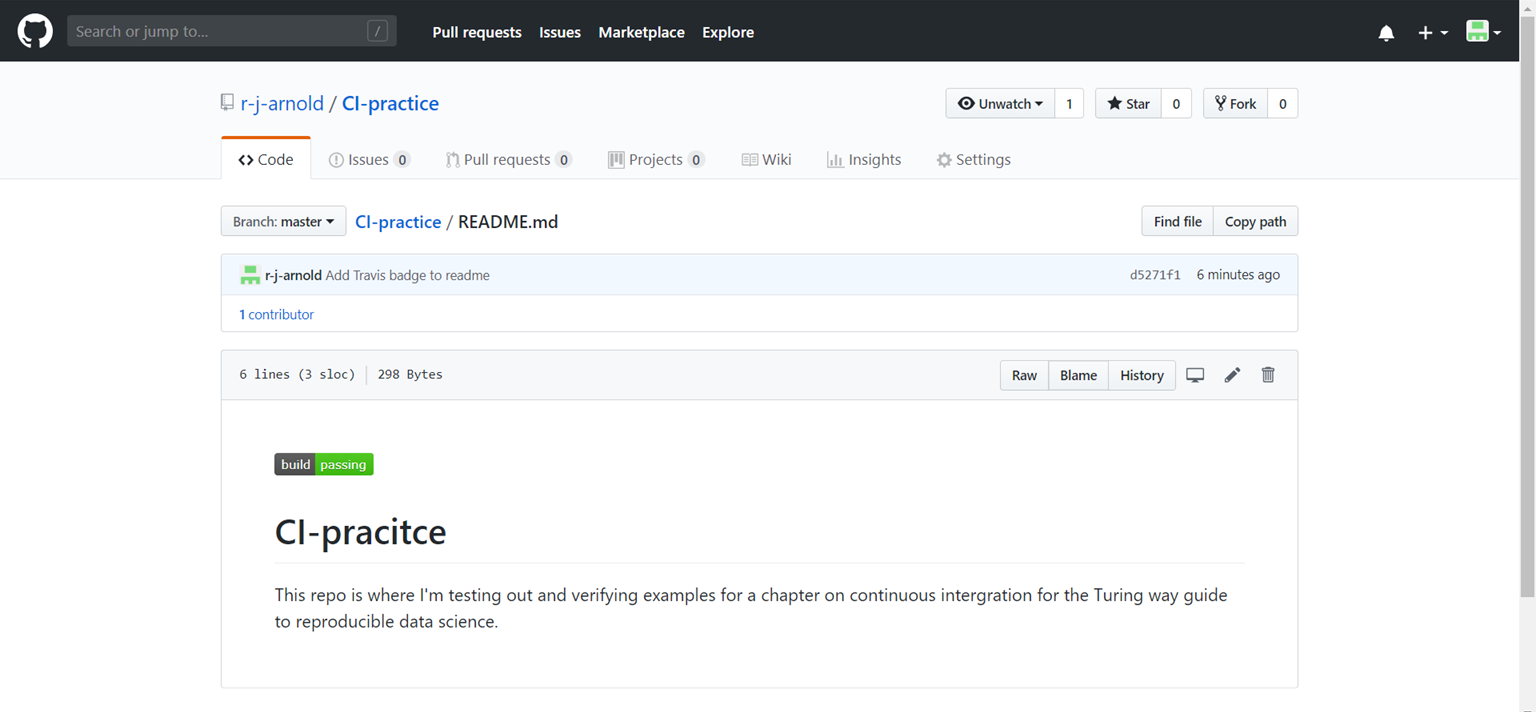 Search or jump to... /
Pull requests Issues Marketplace Explore
r-j-arnold / CI-practice
Unwatch 1 Star 0 Fork 0
Code Issues 0 Pull requests 0 Projects 0 Wiki Insights Settings
Branch: master CI-practice / README.md Find file Copy path
r-j-arnold Add Travis badge to readme d5271f1 6 minutes ago
1 contributor
6 lines (3 sloc) 298 Bytes Raw Blame History
build passing
CI-pracitce
This repo is where I'm testing out and verifying examples for a chapter on continuous intergration for the Turing way guide
to reproducible data science.